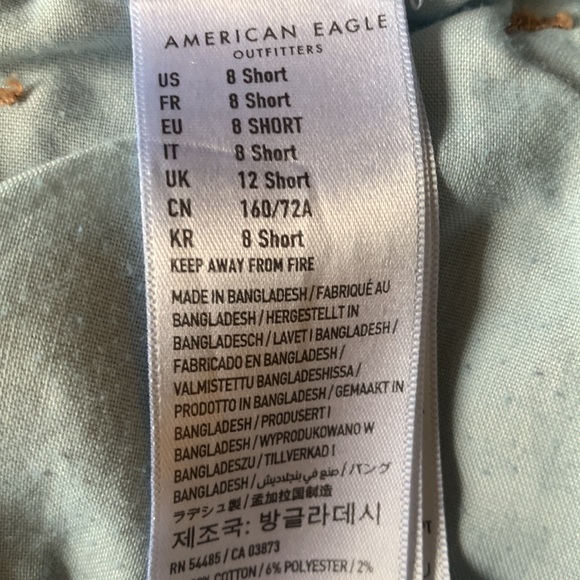 AMERICAN EAGLE
OUTFITTERS
US 8 Short
FR 8 Short
EU 8 SHORT
IT 8 Short
UK 12 Short
CN 160/72A
KR 8 Short
KEEP AWAY FROM FIRE
MADE IN BANGLADESH / FABRIQUÉ AU
BANGLADESH / HERGESTELLT IN
BANGLADESCH / LAVET I BANGLADESH /
FABRICADO EN BANGLADESH /
VALMISTETTU BANGLADESHISSA /
PRODOTTO IN BANGLADESH / GEMAAKT IN
BANGLADESH / PRODUSERT I
BANGLADESH / WYPRODUKOWANO W
BANGLADESZU / TILLVERKAD I
BANGLADESH / صنع في بنجلاديش / バング
ラデシュ製 / 孟加拉国制造
제조국: 방글라데시
RN 54485 / CA 03873
COTTON / 6% POLYESTER / 2%